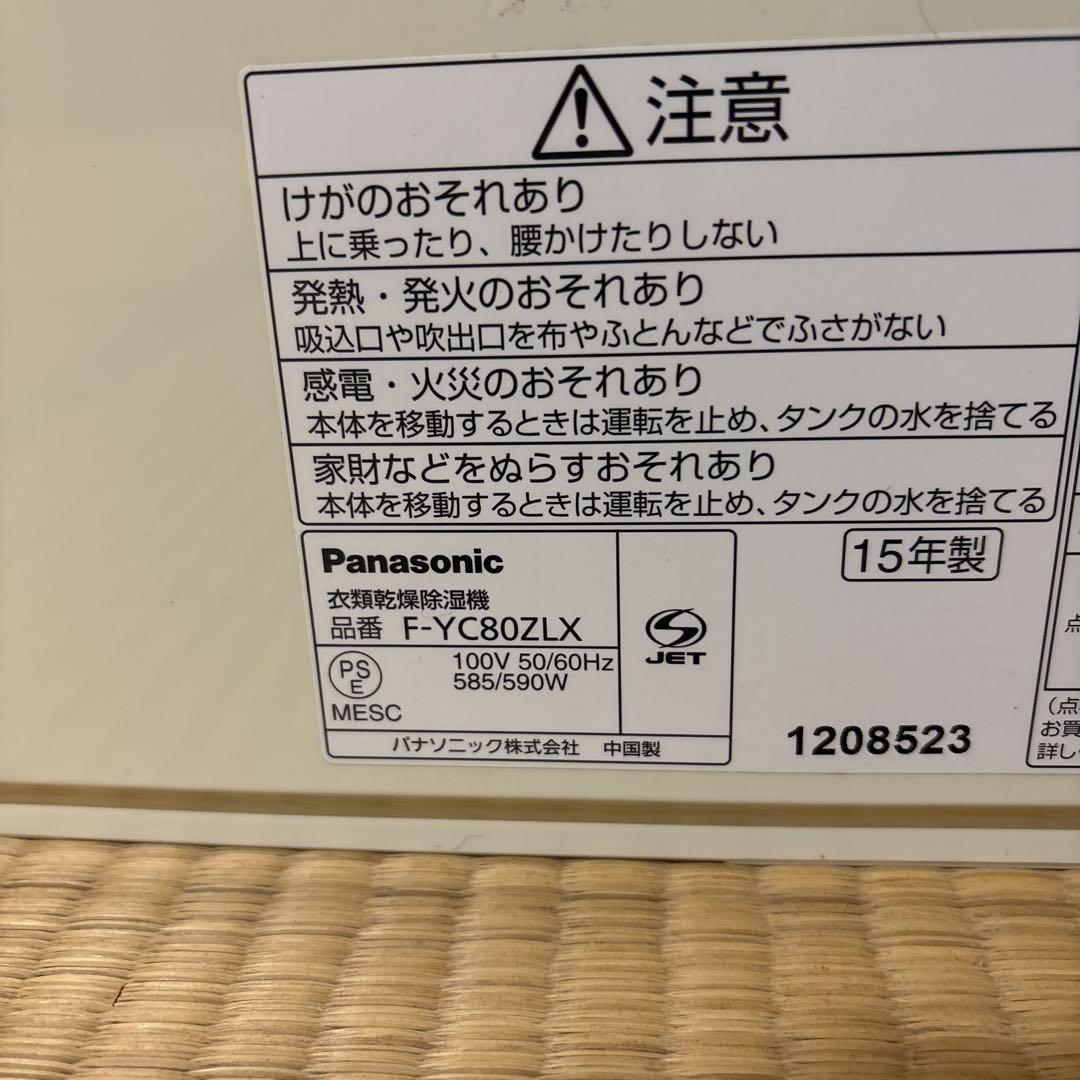 注意
けがのおそれあり
上に乗ったり、腰かけたりしない
発熱・発火のおそれあり
吸込口や吹出口を布やふとんなどでふさがない
感電・火災のおそれあり
本体を移動するときは運転を止め、タンクの水を捨てる
家財などをぬらすおそれあり
本体を移動するときは運転を止め、タンクの水を捨てる
Panasonic
衣類乾燥除湿機
品番 F-YC80ZLX
PS
E
MESC
100V 50/60Hz
585/590W
JET
パナソニック株式会社 中国製
15年製
1208523
点
(点
お買
詳し